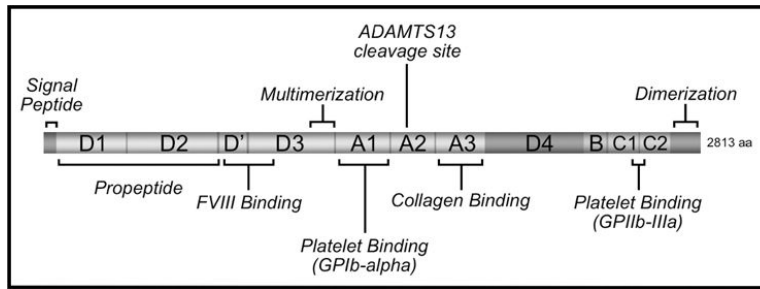 ADAMTS13
cleavage site
Signal
Peptide
Multimerization
Dimerization
D1 D2 D' D3 A1 A2 A3 D4 B C1 C2 2813 aa
Propeptide
FVIII Binding
Collagen Binding
Platelet Binding
(GPIb-alpha)
Platelet Binding
(GPIIb-IIIa)